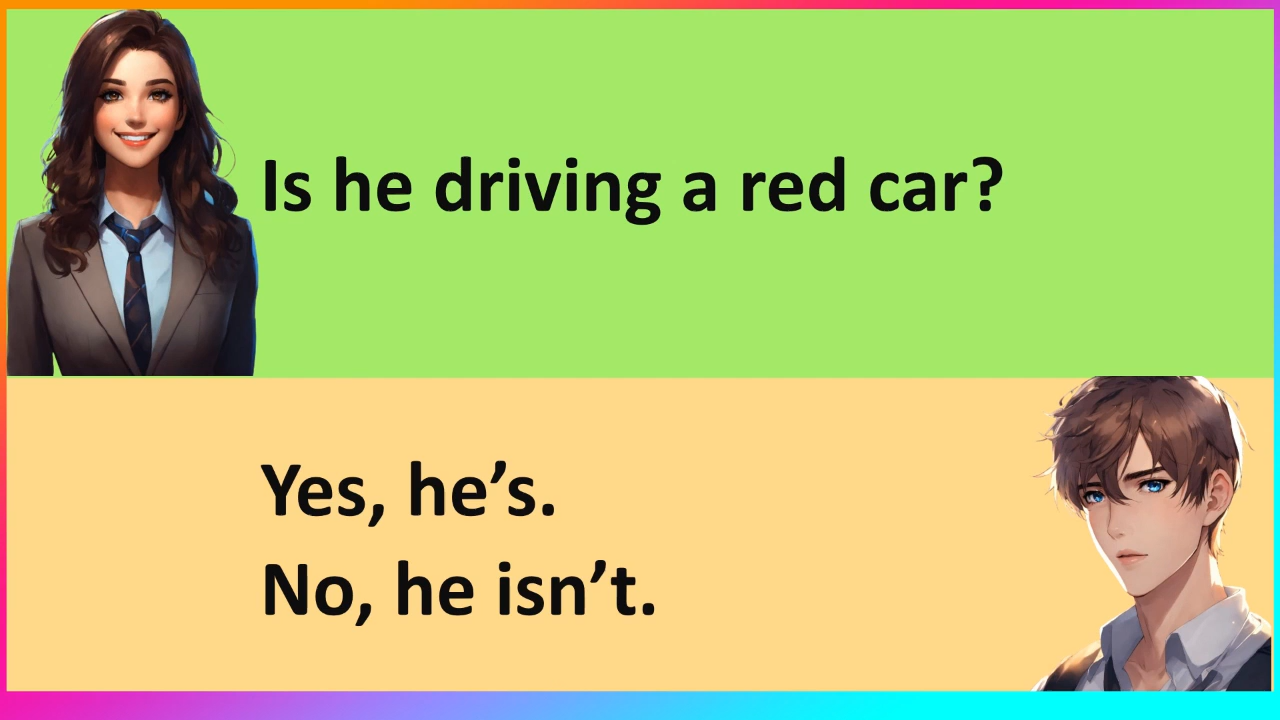 Is he driving a red car?
Yes, he’s.
No, he isn’t.